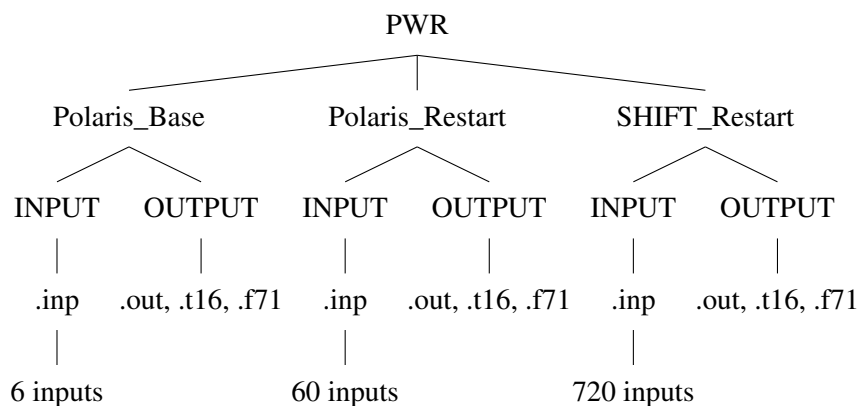 PWR
Polaris_Base Polaris_Restart SHIFT_Restart
INPUT OUTPUT INPUT OUTPUT INPUT OUTPUT
.inp .out, .t16, .f71 .inp .out, .t16, .f71 .inp .out, .t16, .f71
6 inputs 60 inputs 720 inputs